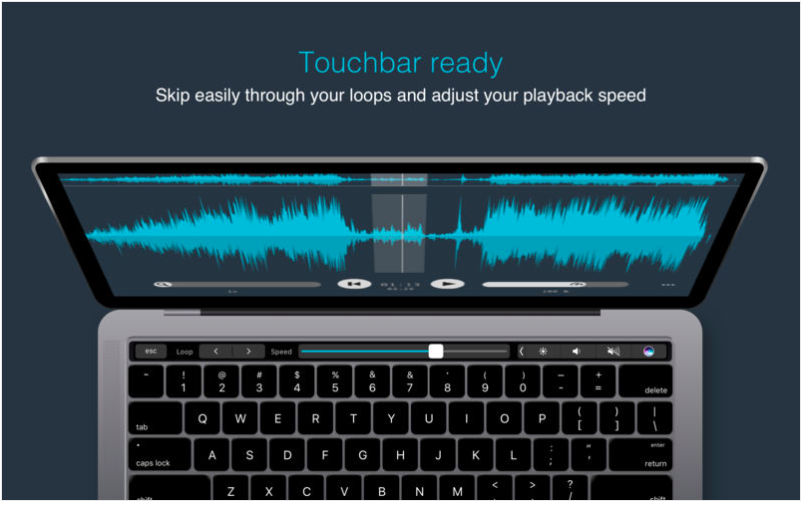 Touchbar ready
Skip easily through your loops and adjust your playback speed
01:13
esc Loop < > Speed
~ ! @ # $ % & & * ( ) – +
1 2 3 4 5 6 7 8 9 0 - = delete
tab Q W E R T Y U I O P ( [ ) ] | \
caps lock A S D F G H J K L : ; enter return
shift Z X C V B N M < > ? / shift